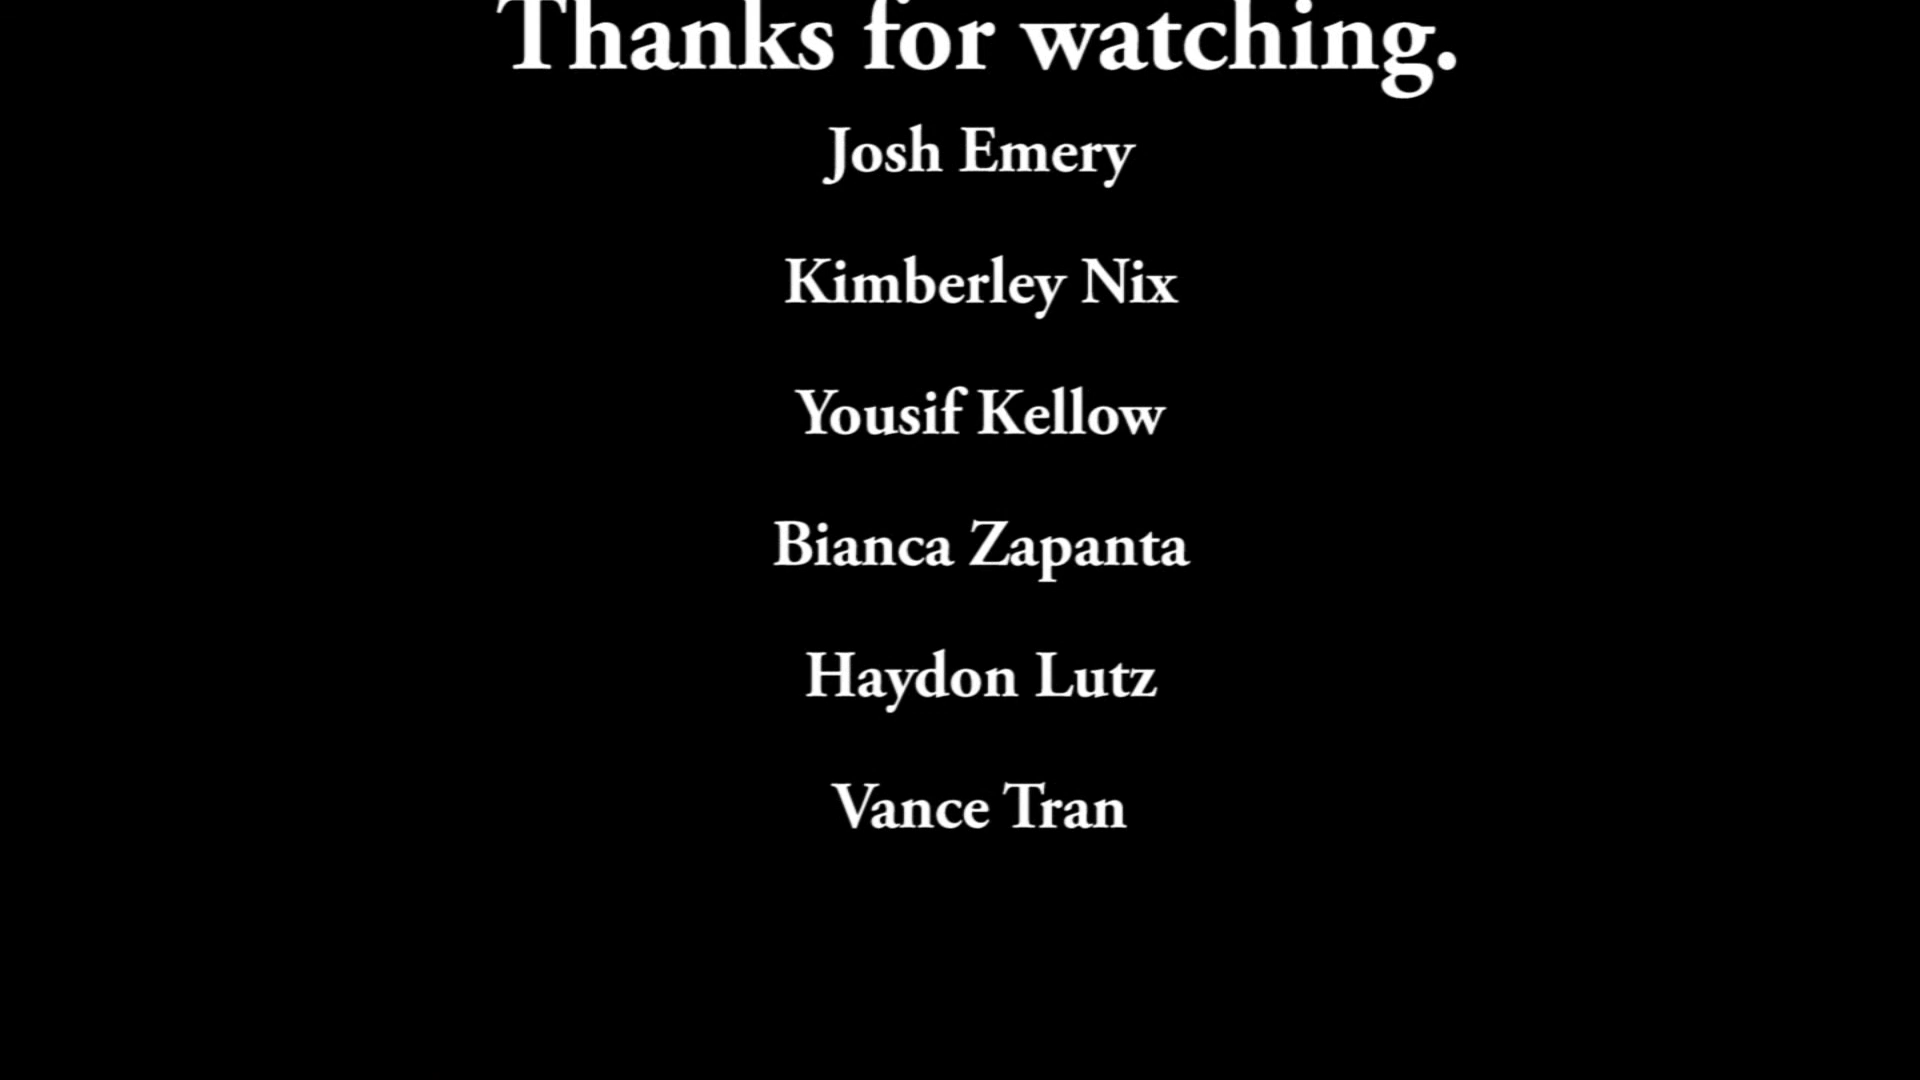 Thanks for watching.
Josh Emery
Kimberley Nix
Yousif Kellow
Bianca Zapanta
Haydon Lutz
Vance Tran